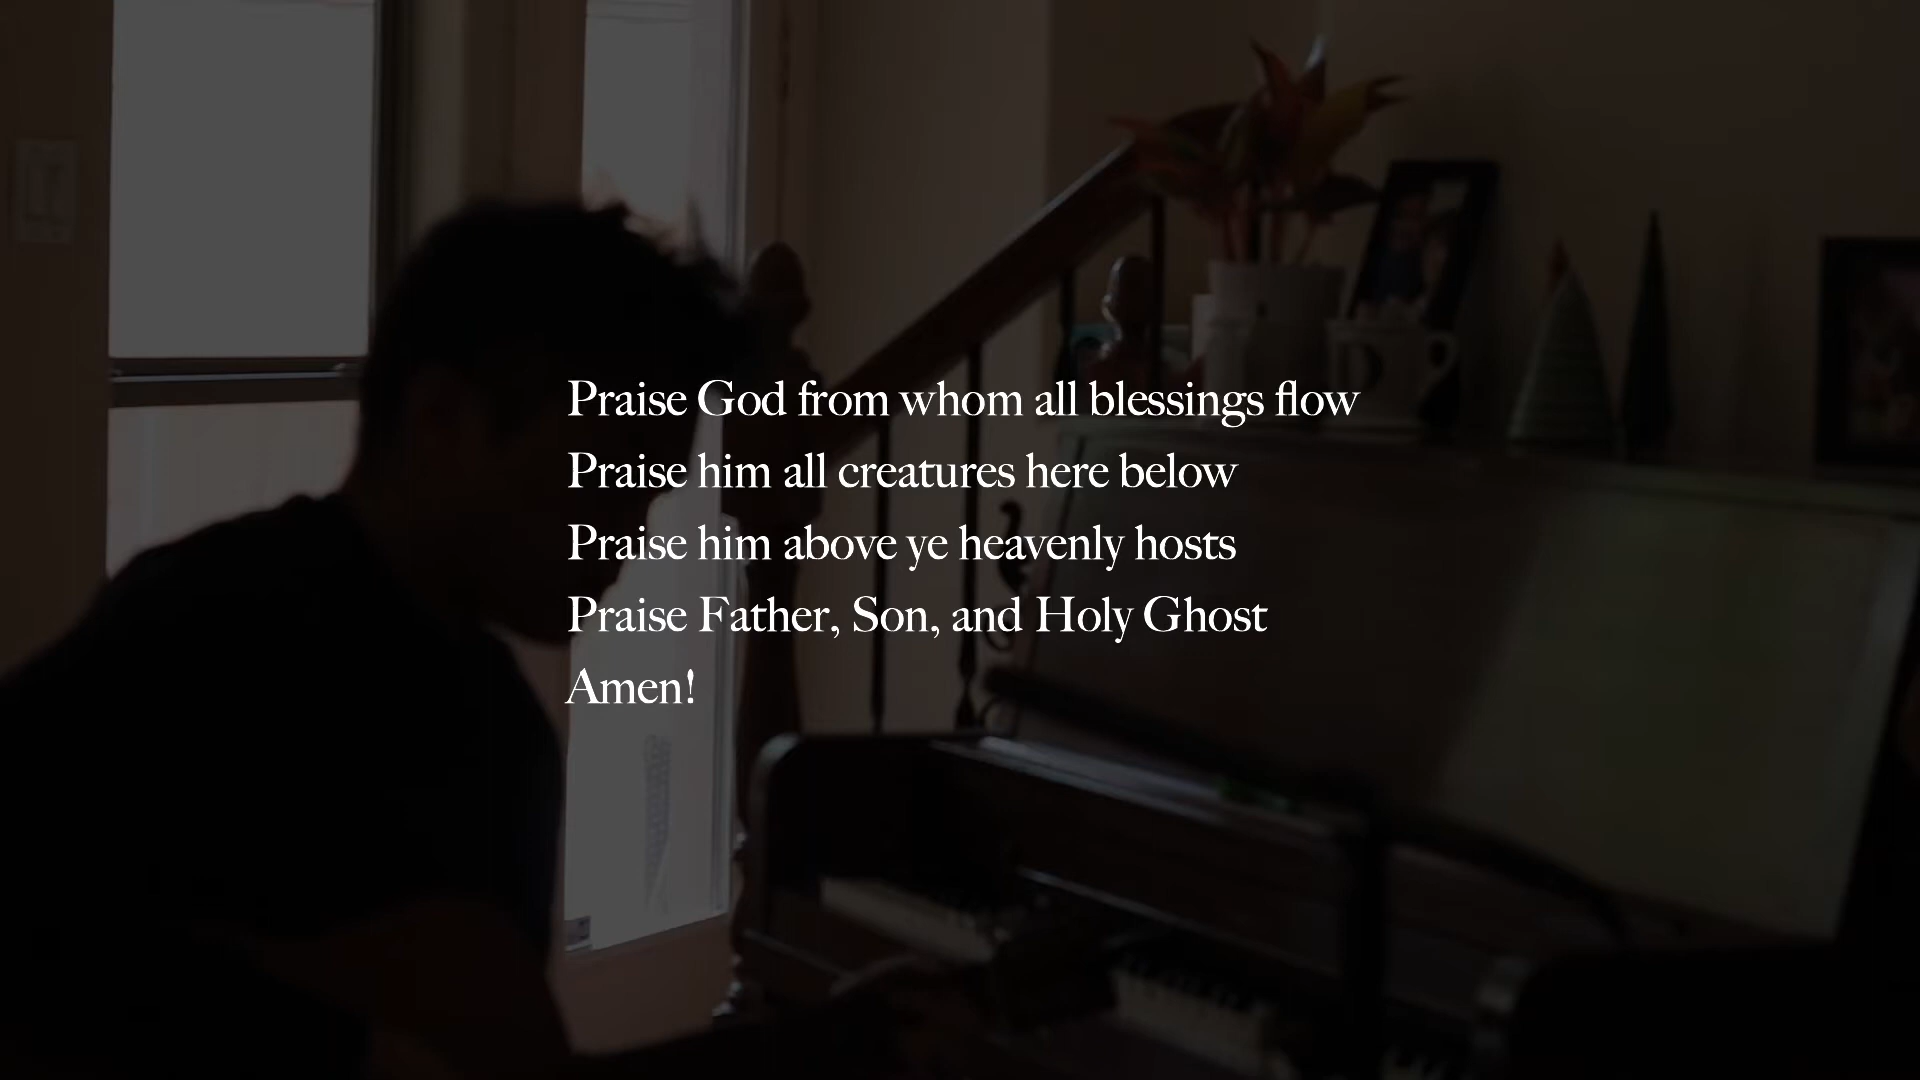 Praise God from whom all blessings flow
Praise him all creatures here below
Praise him above ye heavenly hosts
Praise Father, Son, and Holy Ghost
Amen!